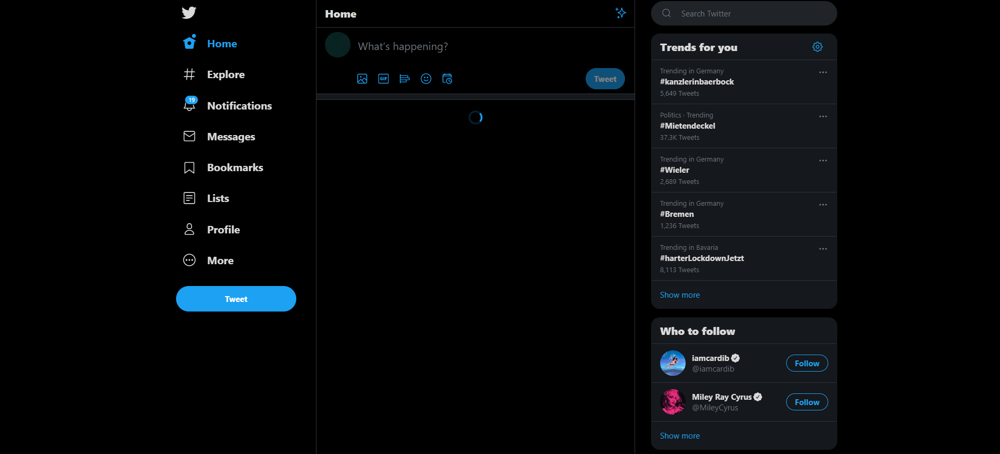 Home
Explore
19
Notifications
Messages
Bookmarks
Lists
Profile
More
Tweet
Home
What's happening?
GIF
Tweet
Search Twitter
Trends for you
Trending in Germany
#kanzlerinbaerbock
5,649 Tweets
Politics · Trending
#Mietendeckel
37.3K Tweets
Trending in Germany
#Wieler
2,689 Tweets
Trending in Germany
#Bremen
1,236 Tweets
Trending in Bavaria
#harterLockdownJetzt
8,113 Tweets
Show more
Who to follow
iamcardib
@iamcardib
Follow
Miley Ray Cyrus
@MileyCyrus
Follow
Show more